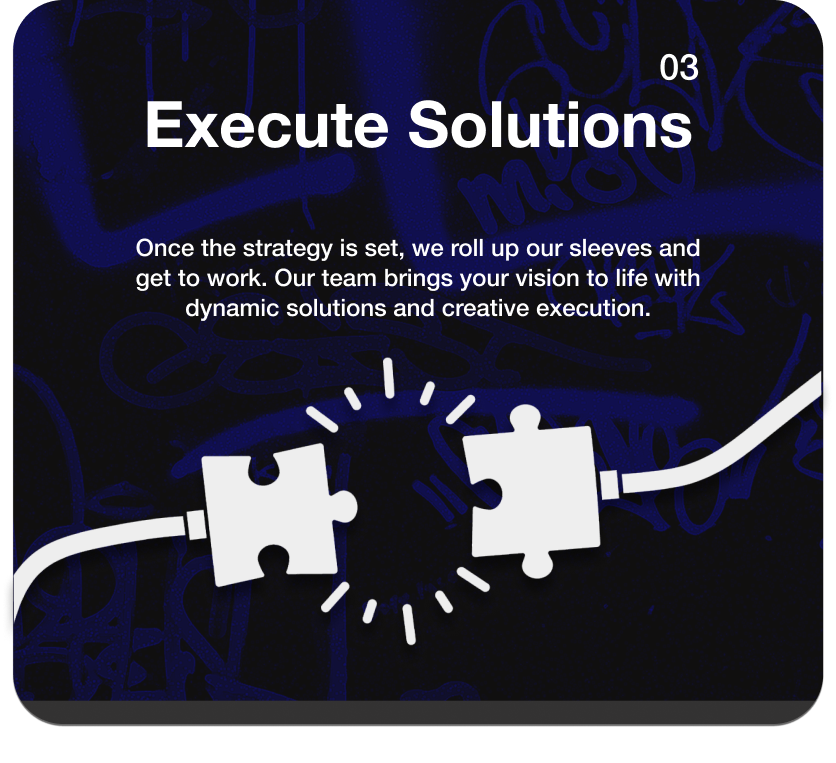 03
Execute Solutions
Once the strategy is set, we roll up our sleeves and
get to work. Our team brings your vision to life with
dynamic solutions and creative execution.